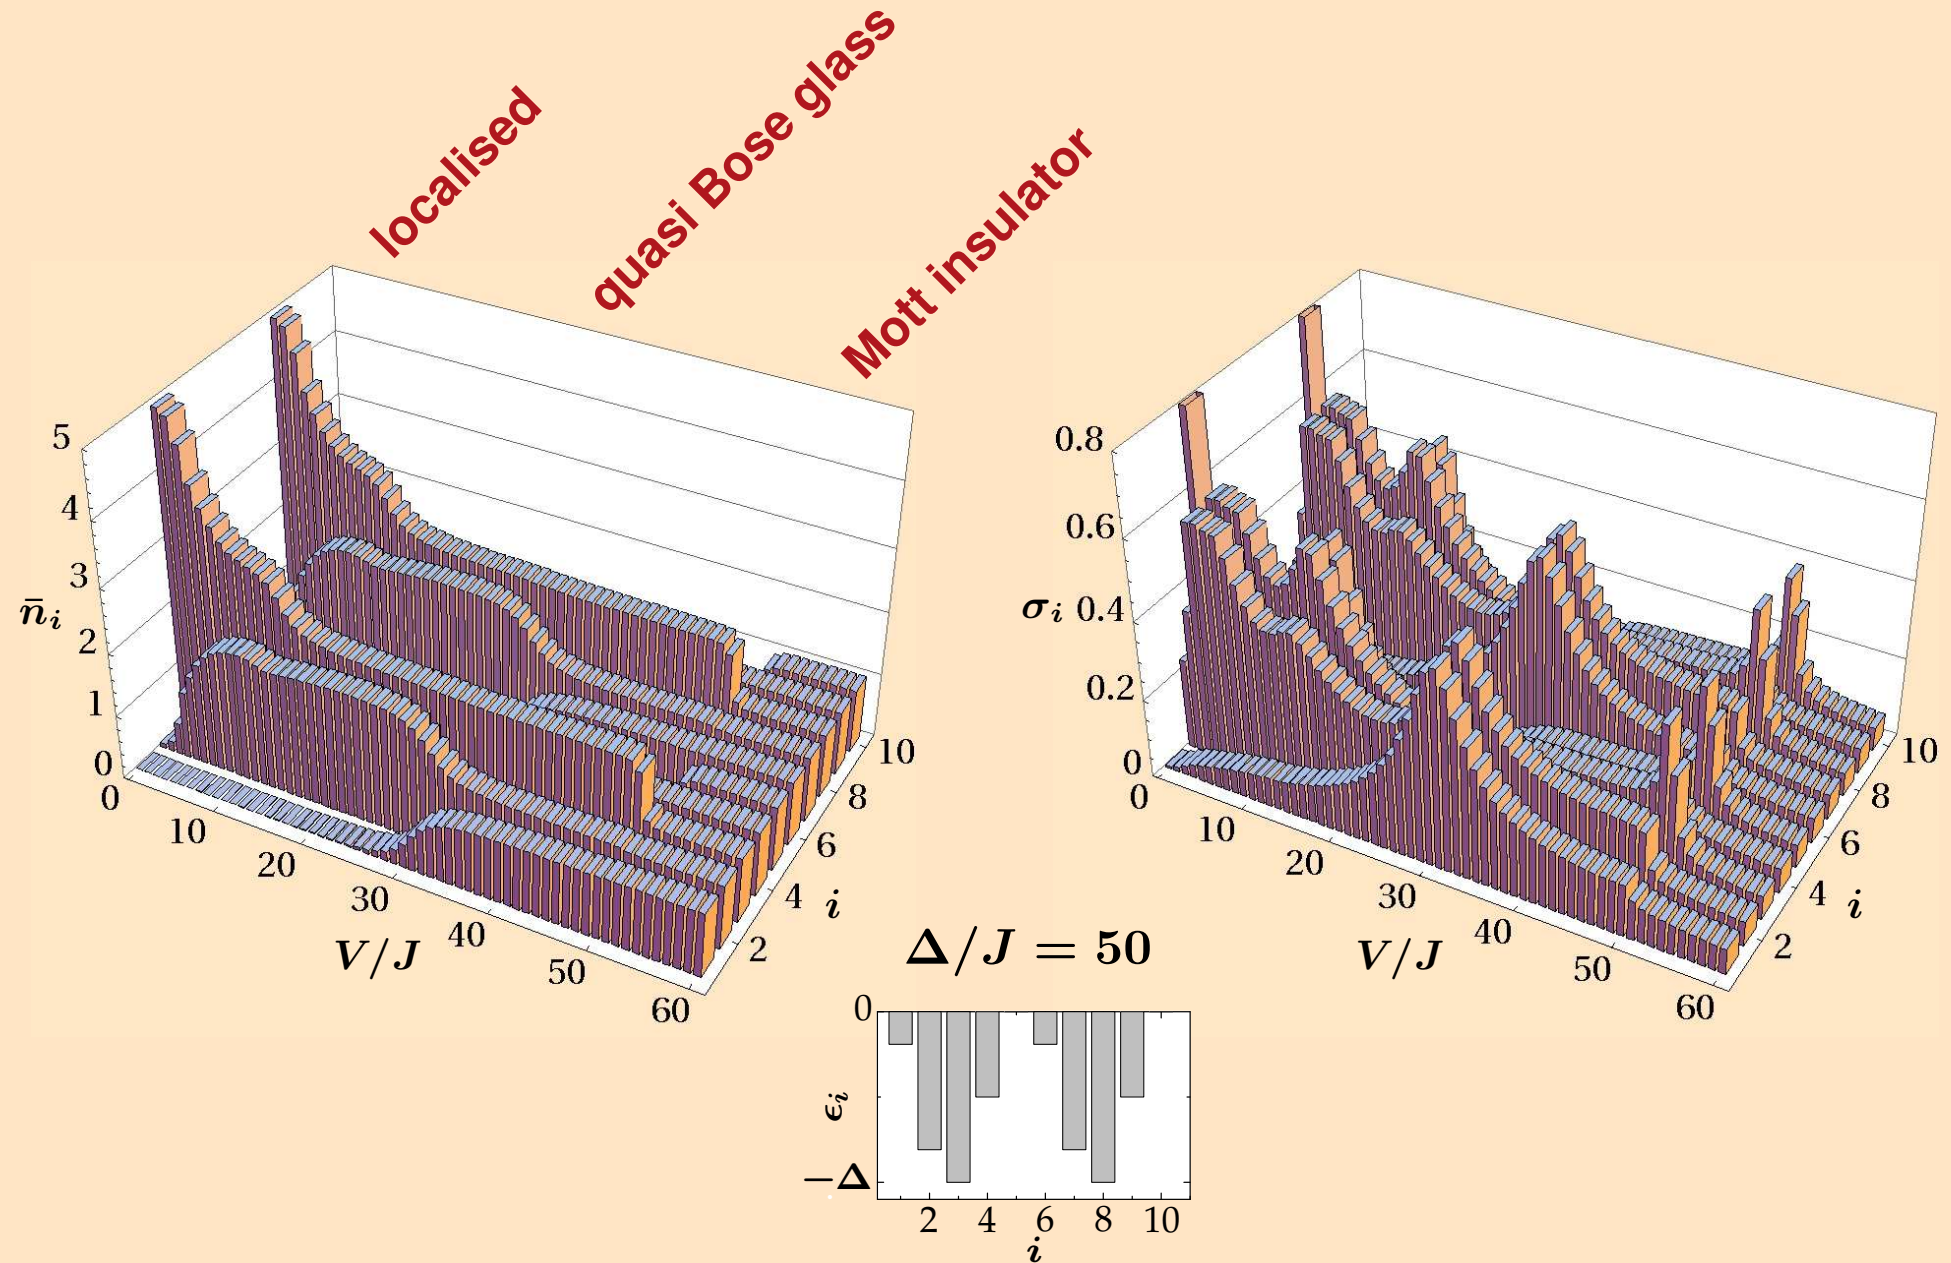 localised
quasi Bose glass
Mott insulator
5
4
3
2
1
0
n̄ᵢ
0
10
20
30
40
50
60
V/J
2
4
6
8
10
i
0.8
0.6
0.4
0.2
0
σᵢ
0
10
20
30
40
50
60
V/J
2
4
6
8
10
i
Δ/J = 50
0
ϵᵢ
−Δ
2 4 6 8 10
i